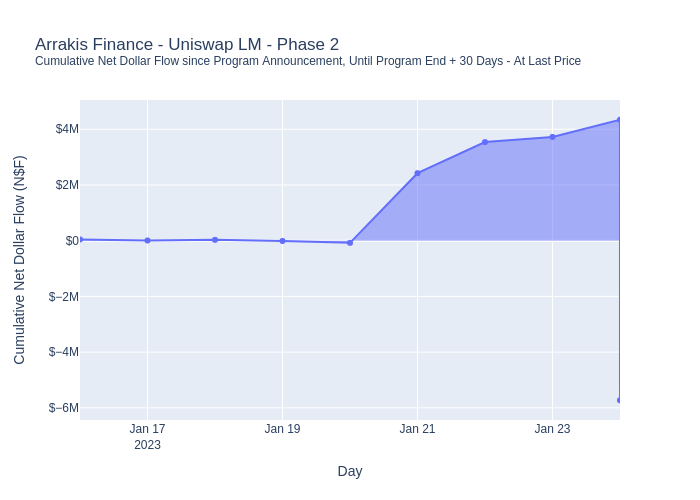 Arrakis Finance - Uniswap LM - Phase 2
Cumulative Net Dollar Flow since Program Announcement, Until Program End + 30 Days - At Last Price
Cumulative Net Dollar Flow (N$F)
$4M
$2M
$0
$−2M
$−4M
$−6M
Jan 17
2023
Jan 19
Jan 21
Jan 23
Day